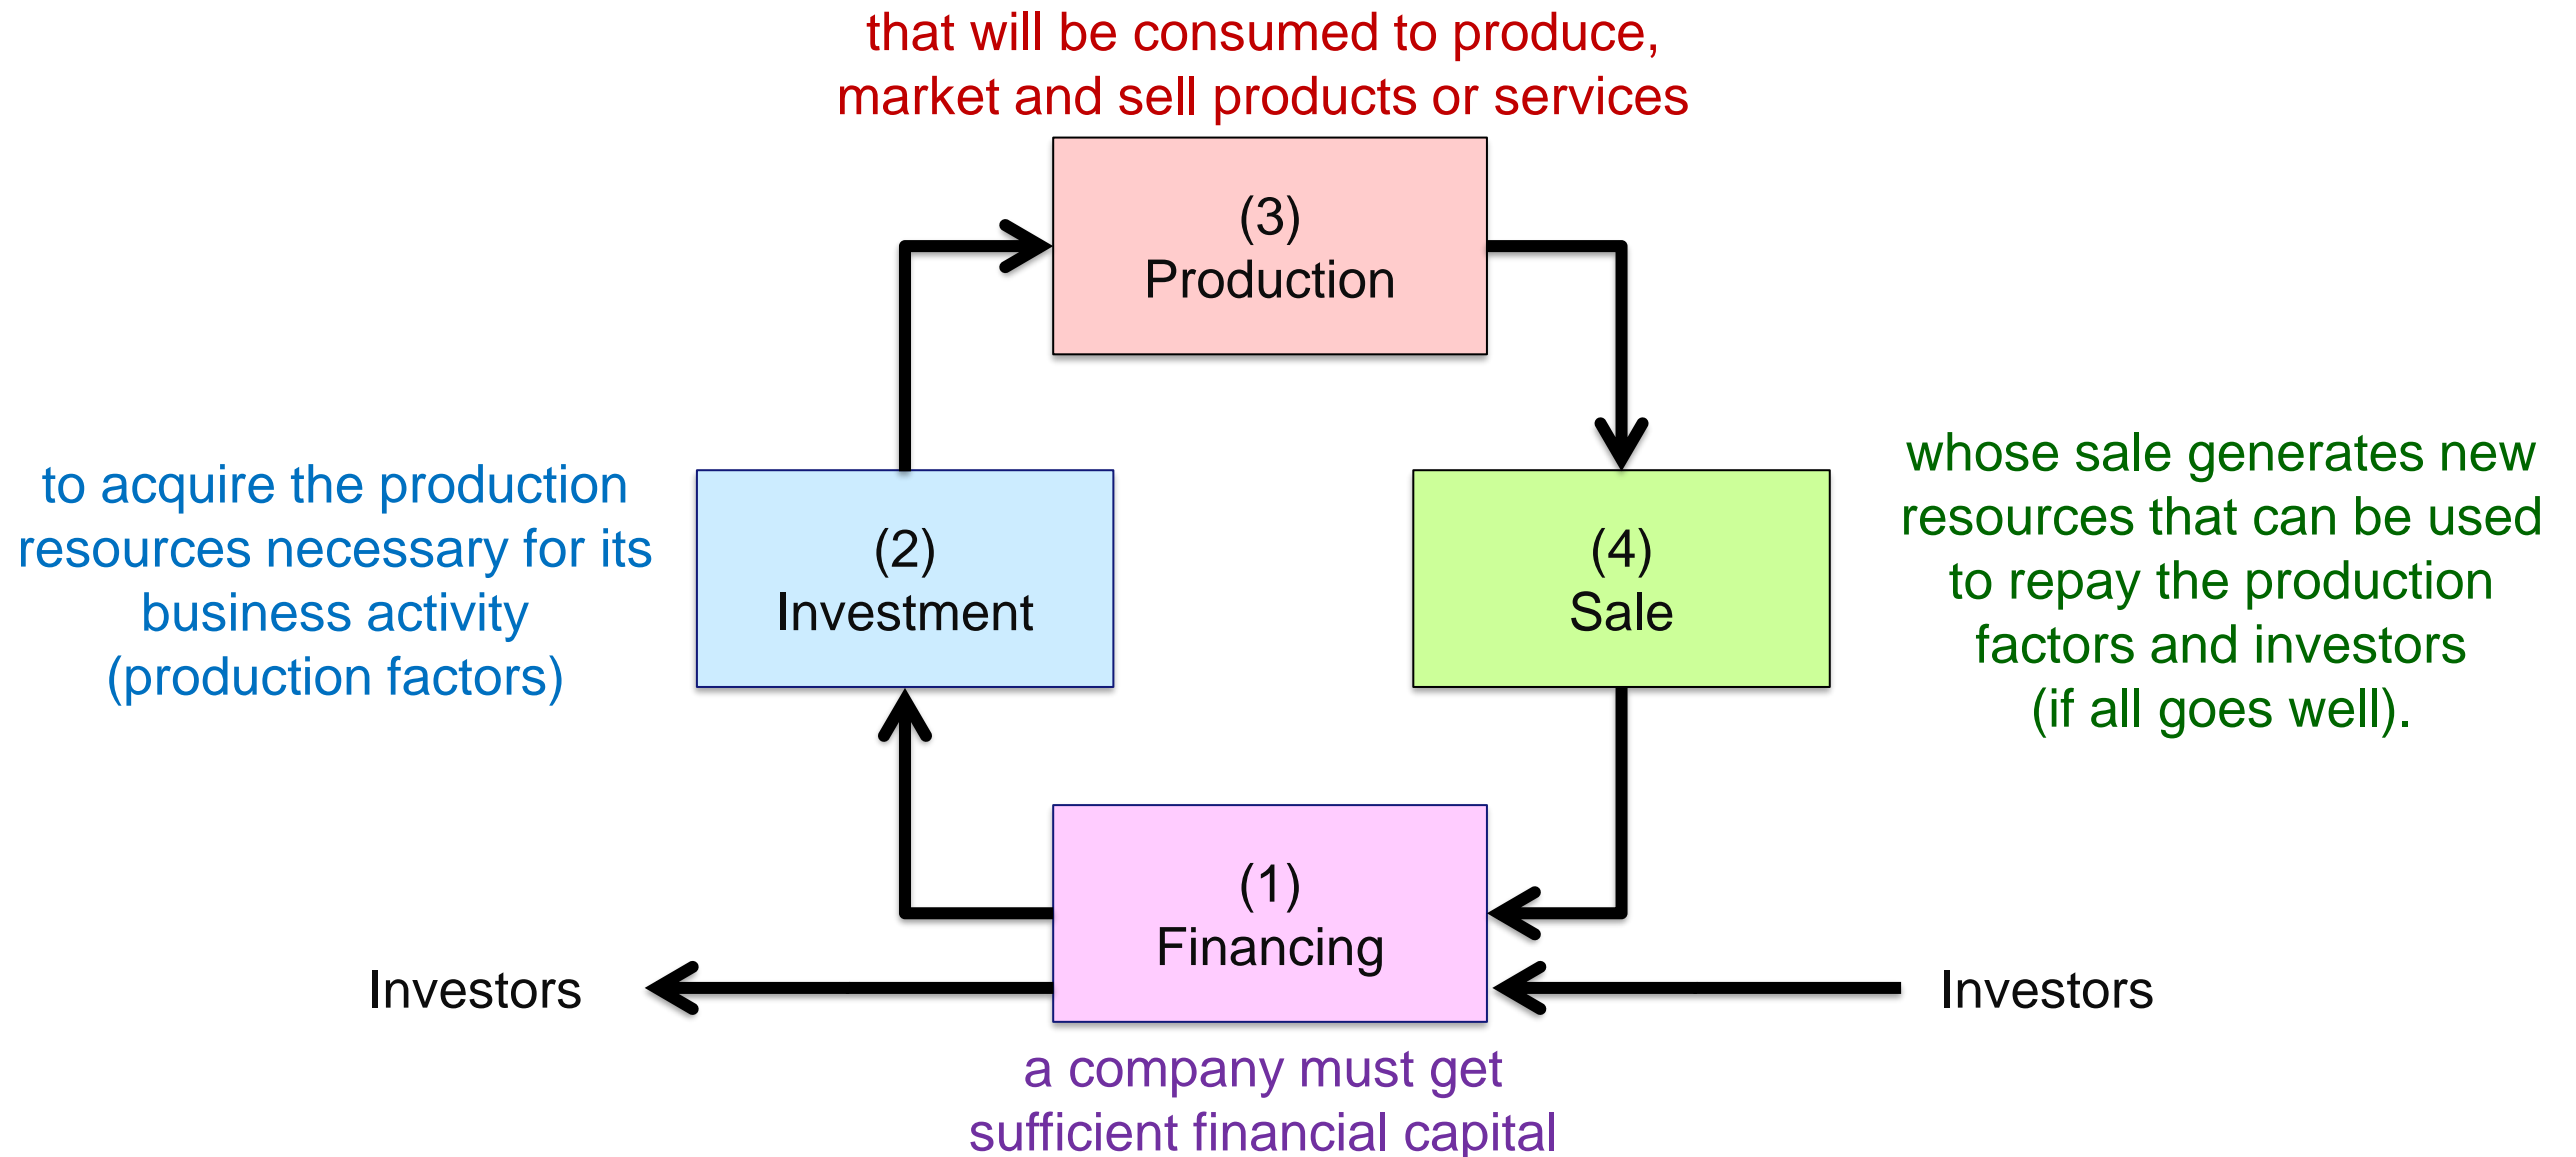 that will be consumed to produce,
market and sell products or services
(3)
Production
to acquire the production
resources necessary for its
business activity
(production factors)
(2)
Investment
(4)
Sale
whose sale generates new
resources that can be used
to repay the production
factors and investors
(if all goes well).
(1)
Financing
Investors
Investors
a company must get
sufficient financial capital